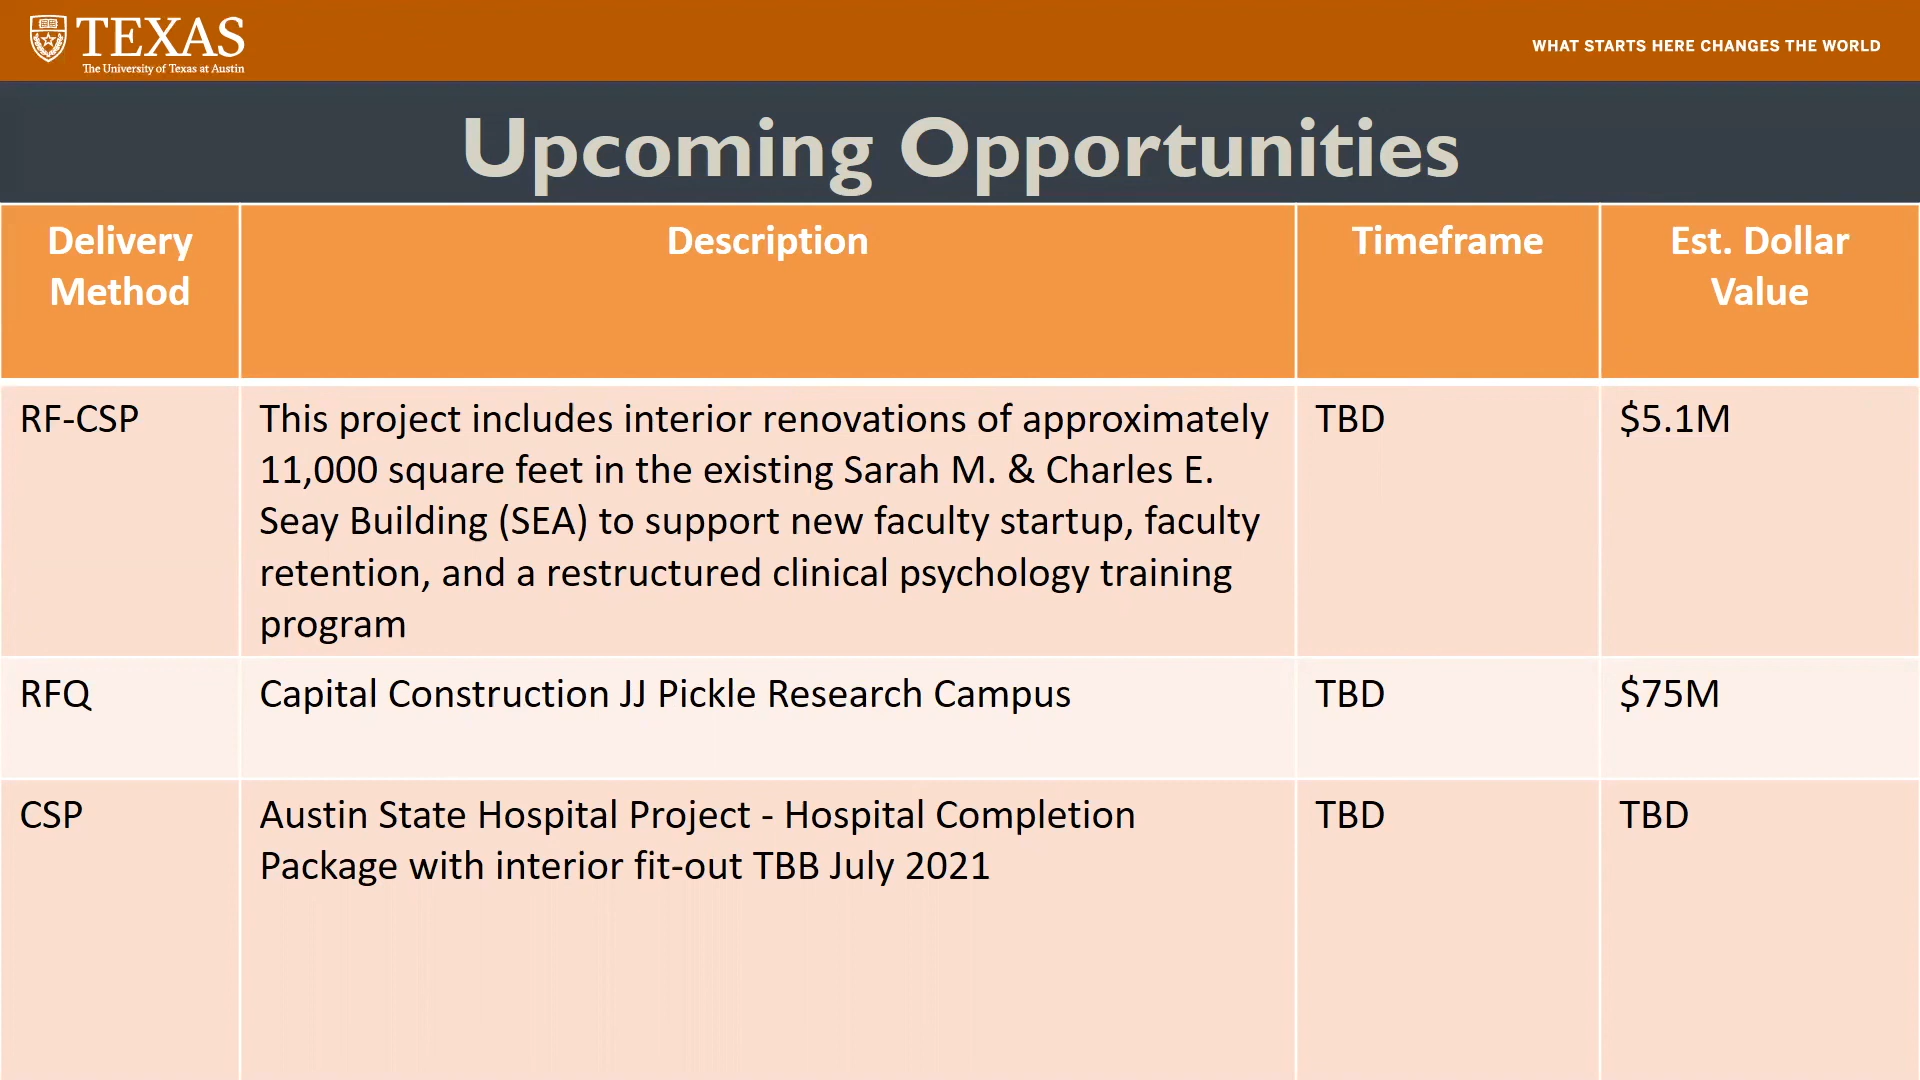 TEXAS
The University of Texas at Austin
WHAT STARTS HERE CHANGES THE WORLD
Upcoming Opportunities
Delivery
Method
Description
Timeframe
Est. Dollar
Value
RF-CSP
This project includes interior renovations of approximately
11,000 square feet in the existing Sarah M. & Charles E.
Seay Building (SEA) to support new faculty startup, faculty
retention, and a restructured clinical psychology training
program
TBD
$5.1M
RFQ
Capital Construction JJ Pickle Research Campus
TBD
$75M
CSP
Austin State Hospital Project - Hospital Completion
Package with interior fit-out TBB July 2021
TBD
TBD